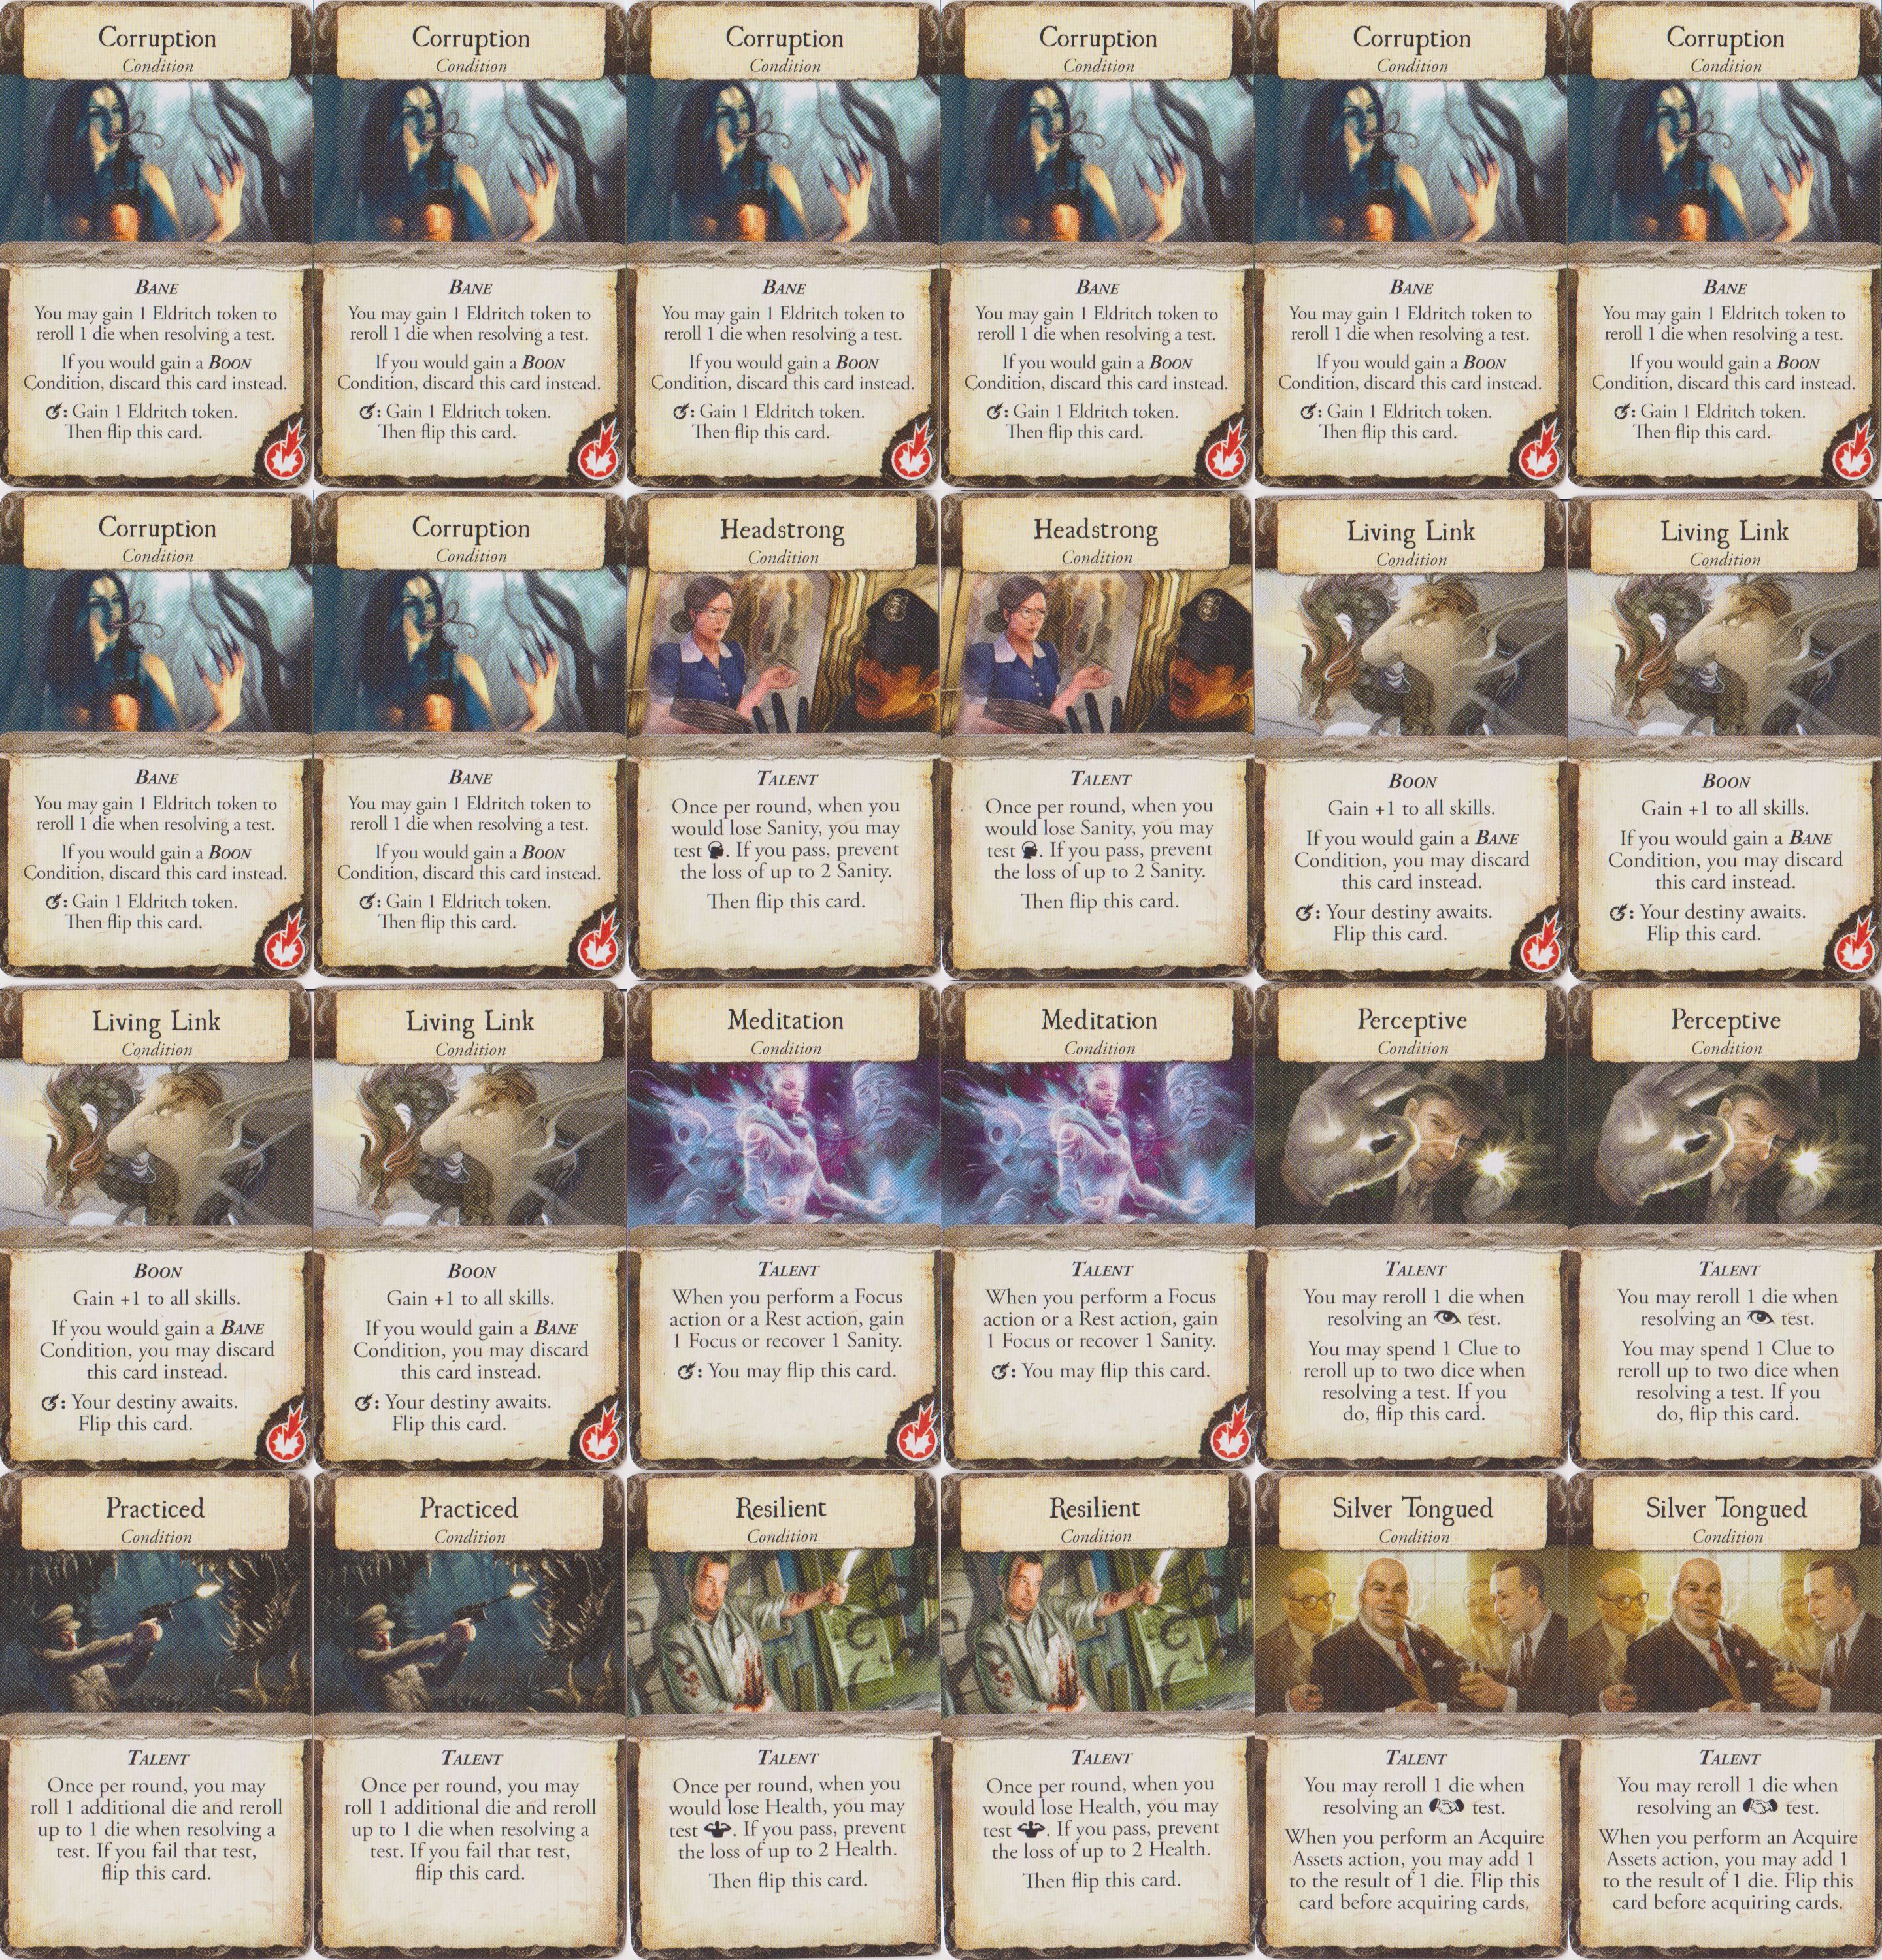 Corruption
Condition
BANE
You may gain 1 Eldritch token to
reroll 1 die when resolving a test.
If you would gain a BOON
Condition, discard this card instead.
: Gain 1 Eldritch token.
Then flip this card.
Corruption
Condition
BANE
You may gain 1 Eldritch token to
reroll 1 die when resolving a test.
If you would gain a BOON
Condition, discard this card instead.
: Gain 1 Eldritch token.
Then flip this card.
Corruption
Condition
BANE
You may gain 1 Eldritch token to
reroll 1 die when resolving a test.
If you would gain a BOON
Condition, discard this card instead.
: Gain 1 Eldritch token.
Then flip this card.
Corruption
Condition
BANE
You may gain 1 Eldritch token to
reroll 1 die when resolving a test.
If you would gain a BOON
Condition, discard this card instead.
: Gain 1 Eldritch token.
Then flip this card.
Corruption
Condition
BANE
You may gain 1 Eldritch token to
reroll 1 die when resolving a test.
If you would gain a BOON
Condition, discard this card instead.
: Gain 1 Eldritch token.
Then flip this card.
Corruption
Condition
BANE
You may gain 1 Eldritch token to
reroll 1 die when resolving a test.
If you would gain a BOON
Condition, discard this card instead.
: Gain 1 Eldritch token.
Then flip this card.
Corruption
Condition
BANE
You may gain 1 Eldritch token to
reroll 1 die when resolving a test.
If you would gain a BOON
Condition, discard this card instead.
: Gain 1 Eldritch token.
Then flip this card.
Corruption
Condition
BANE
You may gain 1 Eldritch token to
reroll 1 die when resolving a test.
If you would gain a BOON
Condition, discard this card instead.
: Gain 1 Eldritch token.
Then flip this card.
Headstrong
Condition
TALENT
Once per round, when you
would lose Sanity, you may
test . If you pass, prevent
the loss of up to 2 Sanity.
Then flip this card.
Headstrong
Condition
TALENT
Once per round, when you
would lose Sanity, you may
test . If you pass, prevent
the loss of up to 2 Sanity.
Then flip this card.
Living Link
Condition
BOON
Gain +1 to all skills.
If you would gain a BANE
Condition, you may discard
this card instead.
: Your destiny awaits.
Flip this card.
Living Link
Condition
BOON
Gain +1 to all skills.
If you would gain a BANE
Condition, you may discard
this card instead.
: Your destiny awaits.
Flip this card.
Living Link
Condition
BOON
Gain +1 to all skills.
If you would gain a BANE
Condition, you may discard
this card instead.
: Your destiny awaits.
Flip this card.
Living Link
Condition
BOON
Gain +1 to all skills.
If you would gain a BANE
Condition, you may discard
this card instead.
: Your destiny awaits.
Flip this card.
Meditation
Condition
TALENT
When you perform a Focus
action or a Rest action, gain
1 Focus or recover 1 Sanity.
: You may flip this card.
Meditation
Condition
TALENT
When you perform a Focus
action or a Rest action, gain
1 Focus or recover 1 Sanity.
: You may flip this card.
Perceptive
Condition
TALENT
You may reroll 1 die when
resolving an test.
You may spend 1 Clue to
reroll up to two dice when
resolving a test. If you
do, flip this card.
Perceptive
Condition
TALENT
You may reroll 1 die when
resolving an test.
You may spend 1 Clue to
reroll up to two dice when
resolving a test. If you
do, flip this card.
Practiced
Condition
TALENT
Once per round, you may
roll 1 additional die and reroll
up to 1 die when resolving a
test. If you fail that test,
flip this card.
Practiced
Condition
TALENT
Once per round, you may
roll 1 additional die and reroll
up to 1 die when resolving a
test. If you fail that test,
flip this card.
Resilient
Condition
TALENT
Once per round, when you
would lose Health, you may
test . If you pass, prevent
the loss of up to 2 Health.
Then flip this card.
Resilient
Condition
TALENT
Once per round, when you
would lose Health, you may
test . If you pass, prevent
the loss of up to 2 Health.
Then flip this card.
Silver Tongued
Condition
TALENT
You may reroll 1 die when
resolving an test.
When you perform an Acquire
Assets action, you may add 1
to the result of 1 die. Flip this
card before acquiring cards.
Silver Tongued
Condition
TALENT
You may reroll 1 die when
resolving an test.
When you perform an Acquire
Assets action, you may add 1
to the result of 1 die. Flip this
card before acquiring cards.